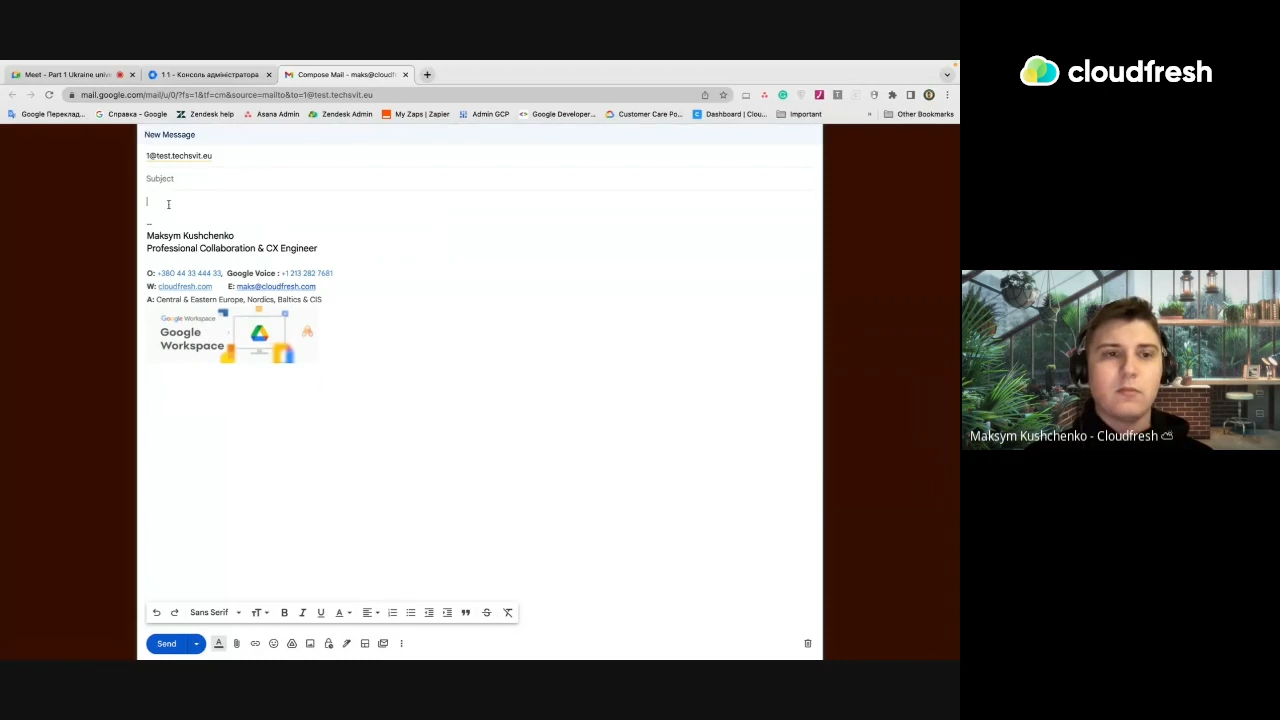 Meet - Part 1 Ukraine unive
1 1 - Консоль адміністратора
Compose Mail - maks@cloudfr
mail.google.com/mail/u/0/?fs=1&tf=cm&source=mailto&to=1@test.techsvit.eu
Google Переклад...
Справка - Google
Zendesk help
Asana Admin
Zendesk Admin
My Zaps | Zapier
Admin GCP
Google Developer...
Customer Care Po...
Dashboard | Clou...
Important
»
Other Bookmarks
New Message
1@test.techsvit.eu
Subject
--
Maksym Kushchenko
Professional Collaboration & CX Engineer
O: +380 44 33 444 33, Google Voice : +1 213 282 7681
W: cloudfresh.com E: maks@cloudfresh.com
A: Central & Eastern Europe, Nordics, Baltics & CIS
Google Workspace
Google
Workspace
Sans Serif
Send
cloudfresh
Maksym Kushchenko - Cloudfresh